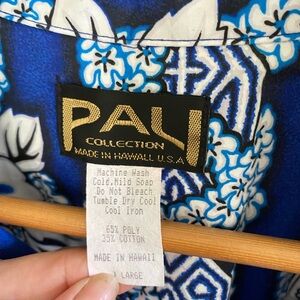 PALI
COLLECTION
MADE IN HAWAII. U.S.A
Machine Wash
Cold.Mild Soap
Do Not Bleach
Tumble Dry Cool
Cool Iron
65% POLY
35% COTTON
MADE IN HAWAII
LARGE